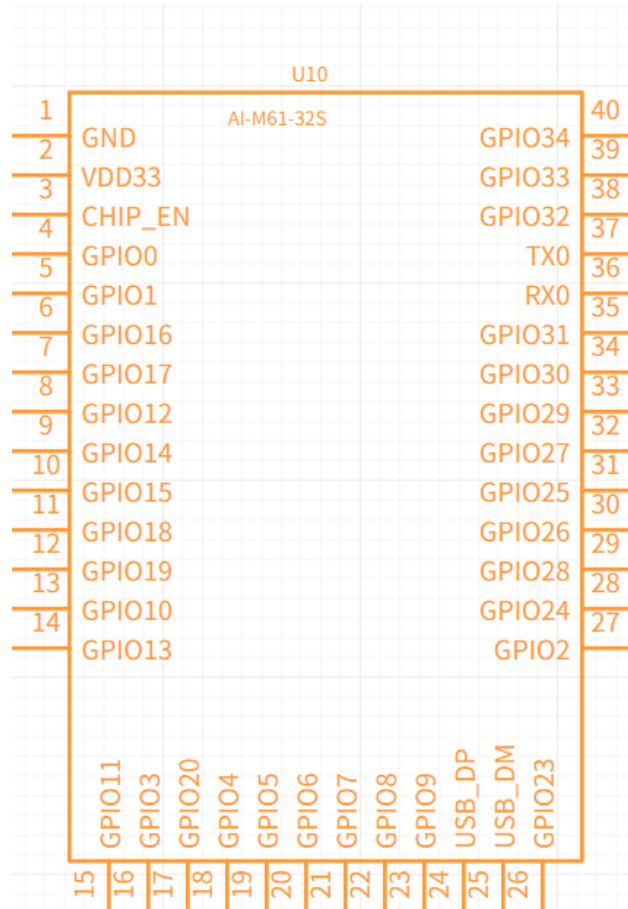 U10
AI-M61-32S
1 GND
2 VDD33
3 CHIP_EN
4 GPIO0
5 GPIO1
6 GPIO16
7 GPIO17
8 GPIO12
9 GPIO14
10 GPIO15
11 GPIO18
12 GPIO19
13 GPIO10
14 GPIO13
40 GPIO34
39 GPIO33
38 GPIO32
37 TX0
36 RX0
35 GPIO31
34 GPIO30
33 GPIO29
32 GPIO27
31 GPIO25
30 GPIO26
29 GPIO28
28 GPIO24
27 GPIO2
15 GPIO11
16 GPIO3
17 GPIO20
18 GPIO4
19 GPIO5
20 GPIO6
21 GPIO7
22 GPIO8
23 GPIO9
24 USB_DP
25 USB_DM
26 GPIO23